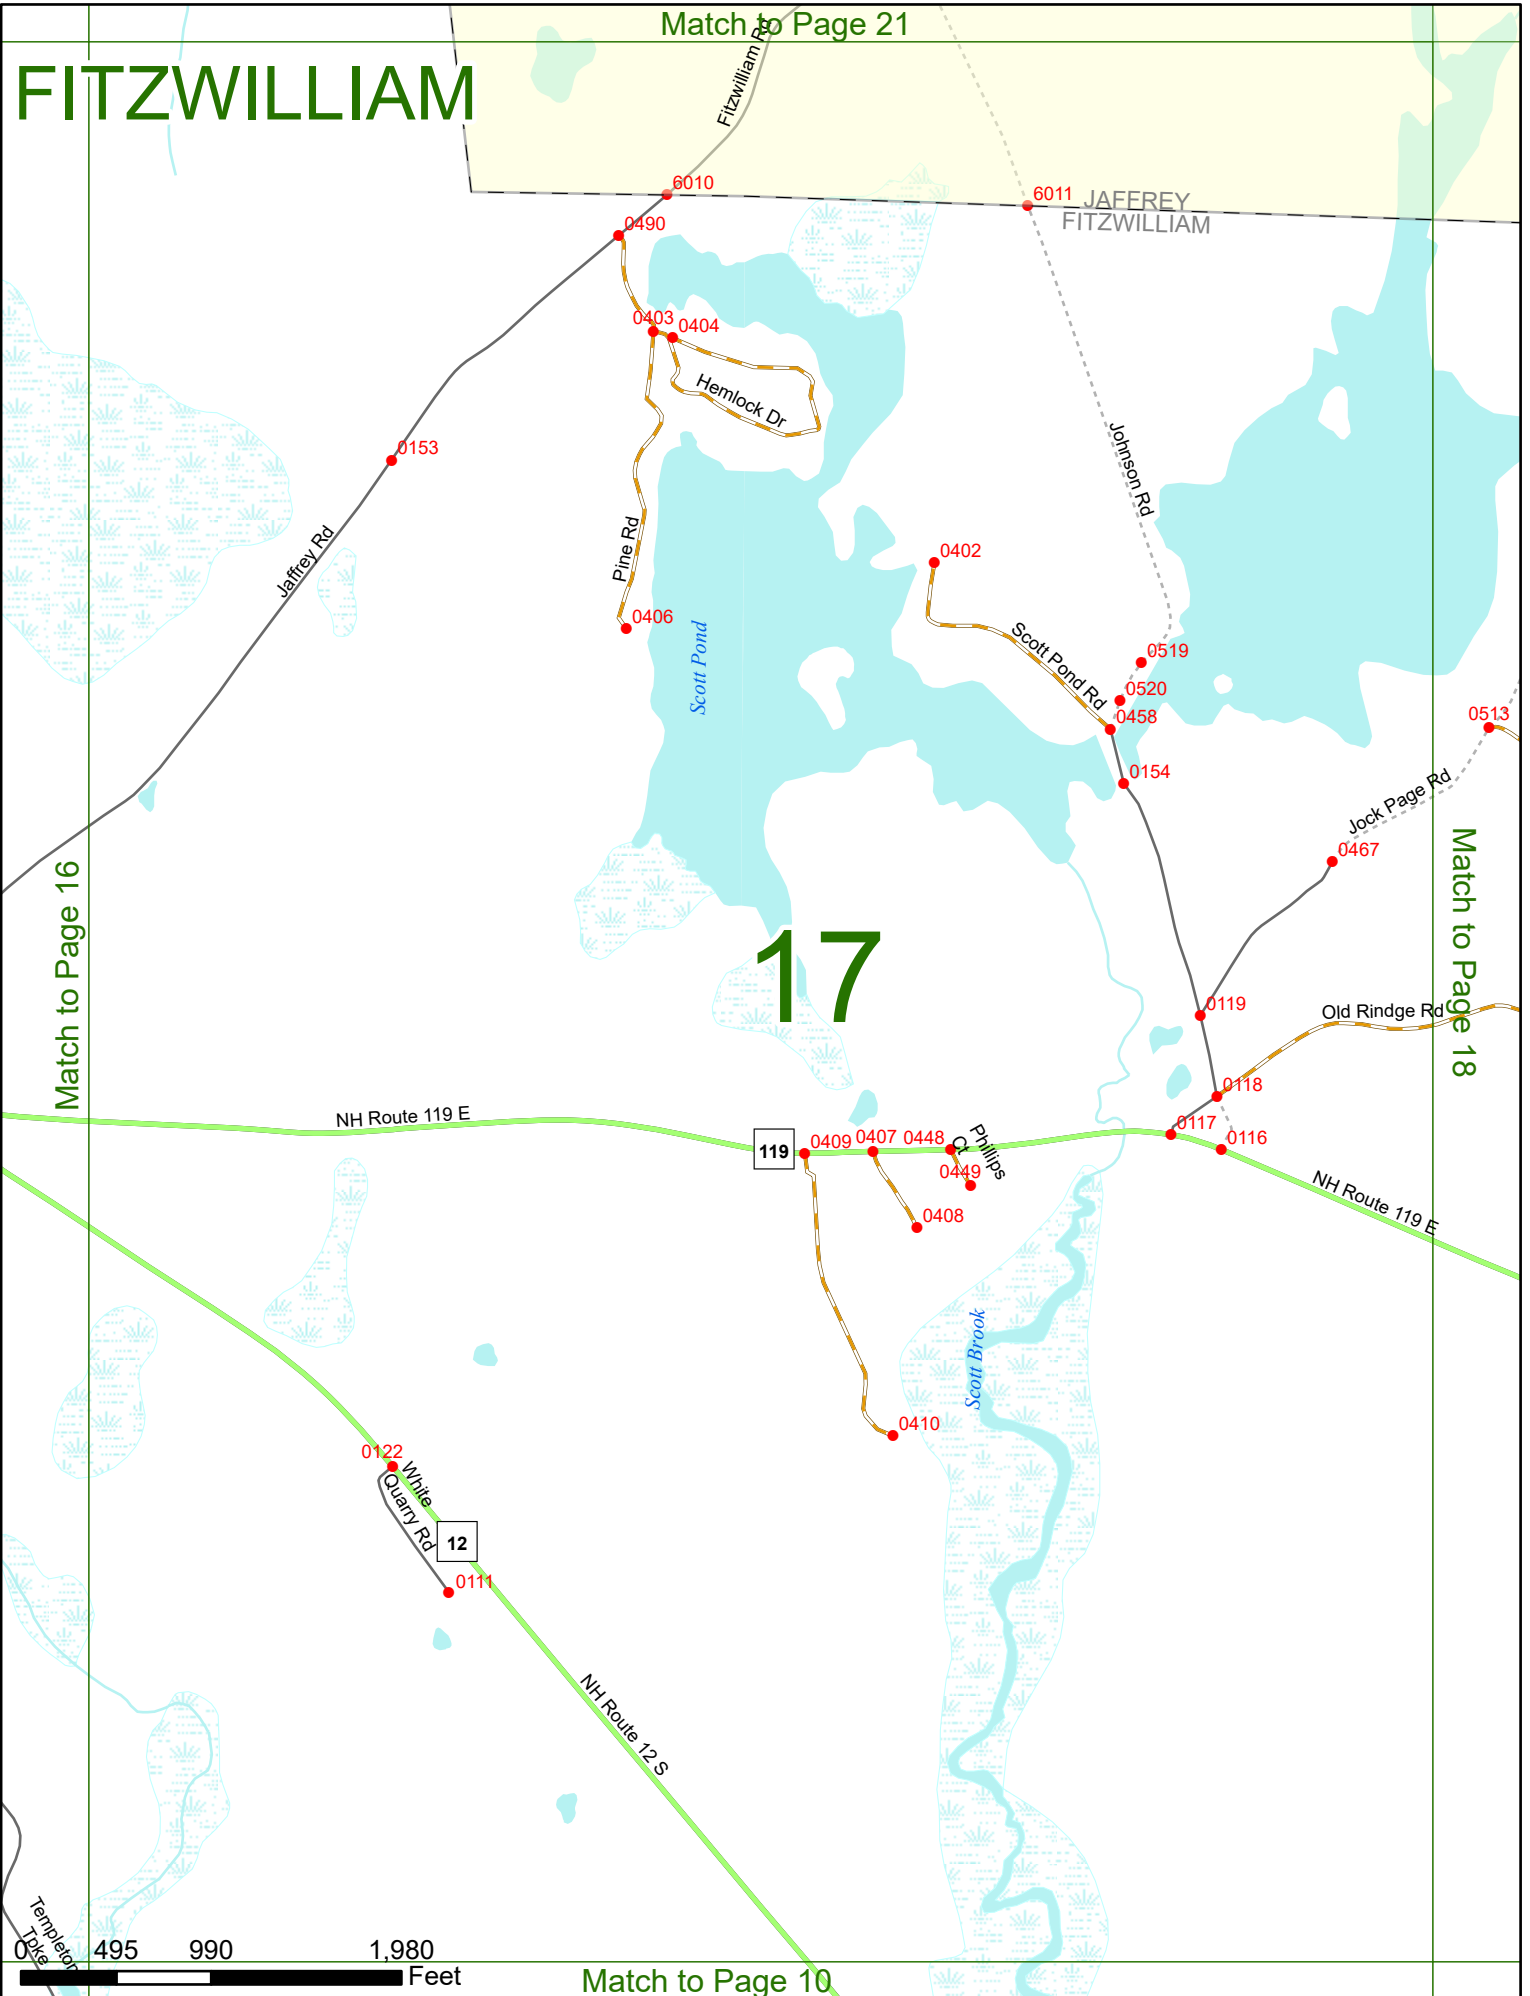 Match to Page 21
FITZWILLIAM
Fitzwilliam Rd
6010
6011
JAFFREY
FITZWILLIAM
0490
0403
0404
Hemlock Dr
0153
Johnson Rd
Jaffrey Rd
Pine Rd
0402
0406
Scott Pond
Scott Pond Rd
0519
0520
0458
0513
0154
Jock Page Rd
0467
Match to Page 16
Match to Page 18
17
0119
Old Rindge Rd
0118
NH Route 119 E
119
0409
0407
0448
Phillips
Ct
0117
0116
0449
0408
NH Route 119 E
Scott Brook
0410
0122
White
Quarry Rd
12
0111
NH Route 12 S
Templeton
Tpke
0 495 990 1,980
Feet
Match to Page 10